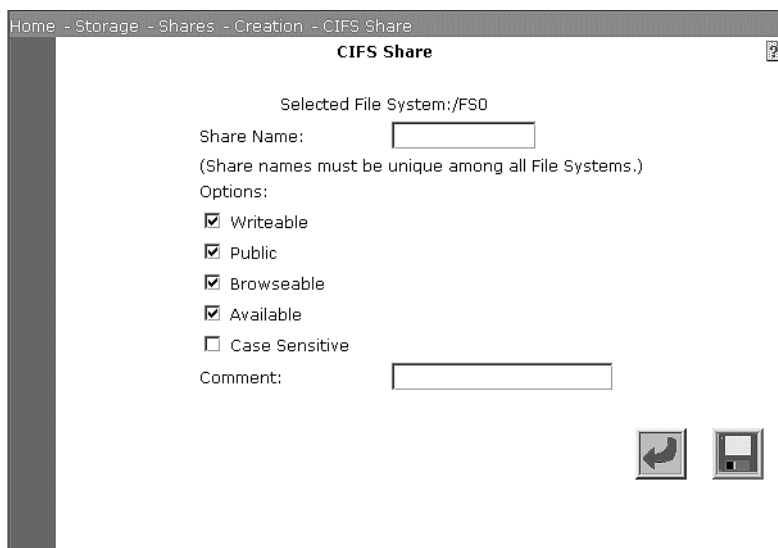 Home - Storage - Shares - Creation - CIFS Share
CIFS Share
?
Selected File System:/FS0
Share Name:
(Share names must be unique among all File Systems.)
Options:
Writeable
Public
Browseable
Available
Case Sensitive
Comment: